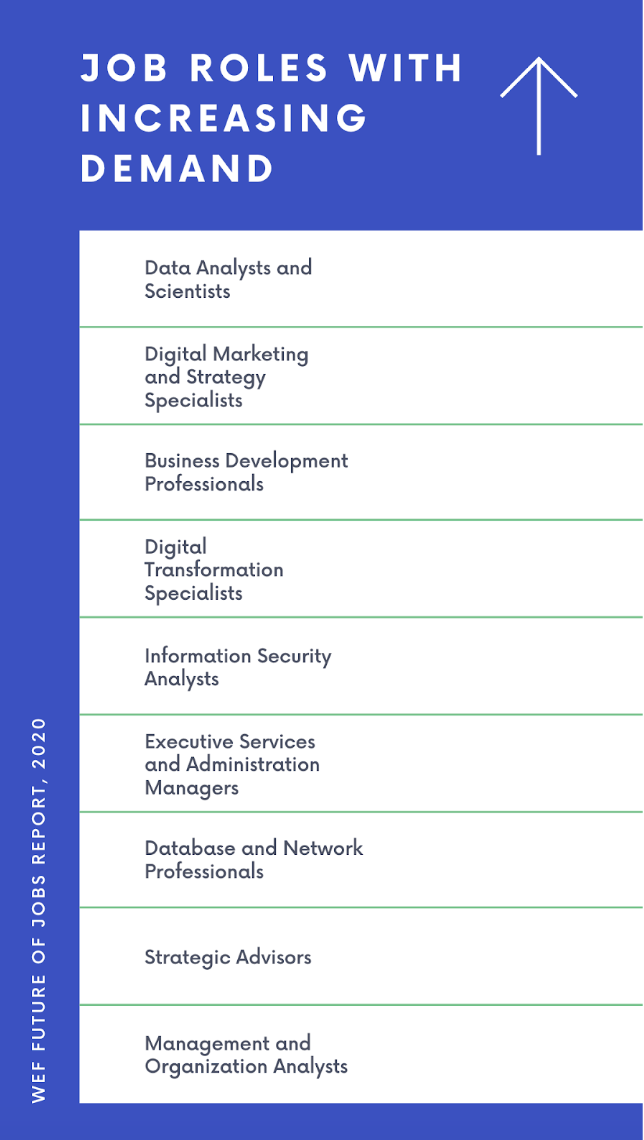 JOB ROLES WITH
INCREASING
DEMAND
Data Analysts and
Scientists
Digital Marketing
and Strategy
Specialists
Business Development
Professionals
Digital
Transformation
Specialists
Information Security
Analysts
Executive Services
and Administration
Managers
Database and Network
Professionals
Strategic Advisors
Management and
Organization Analysts
WEF FUTURE OF JOBS REPORT, 2020